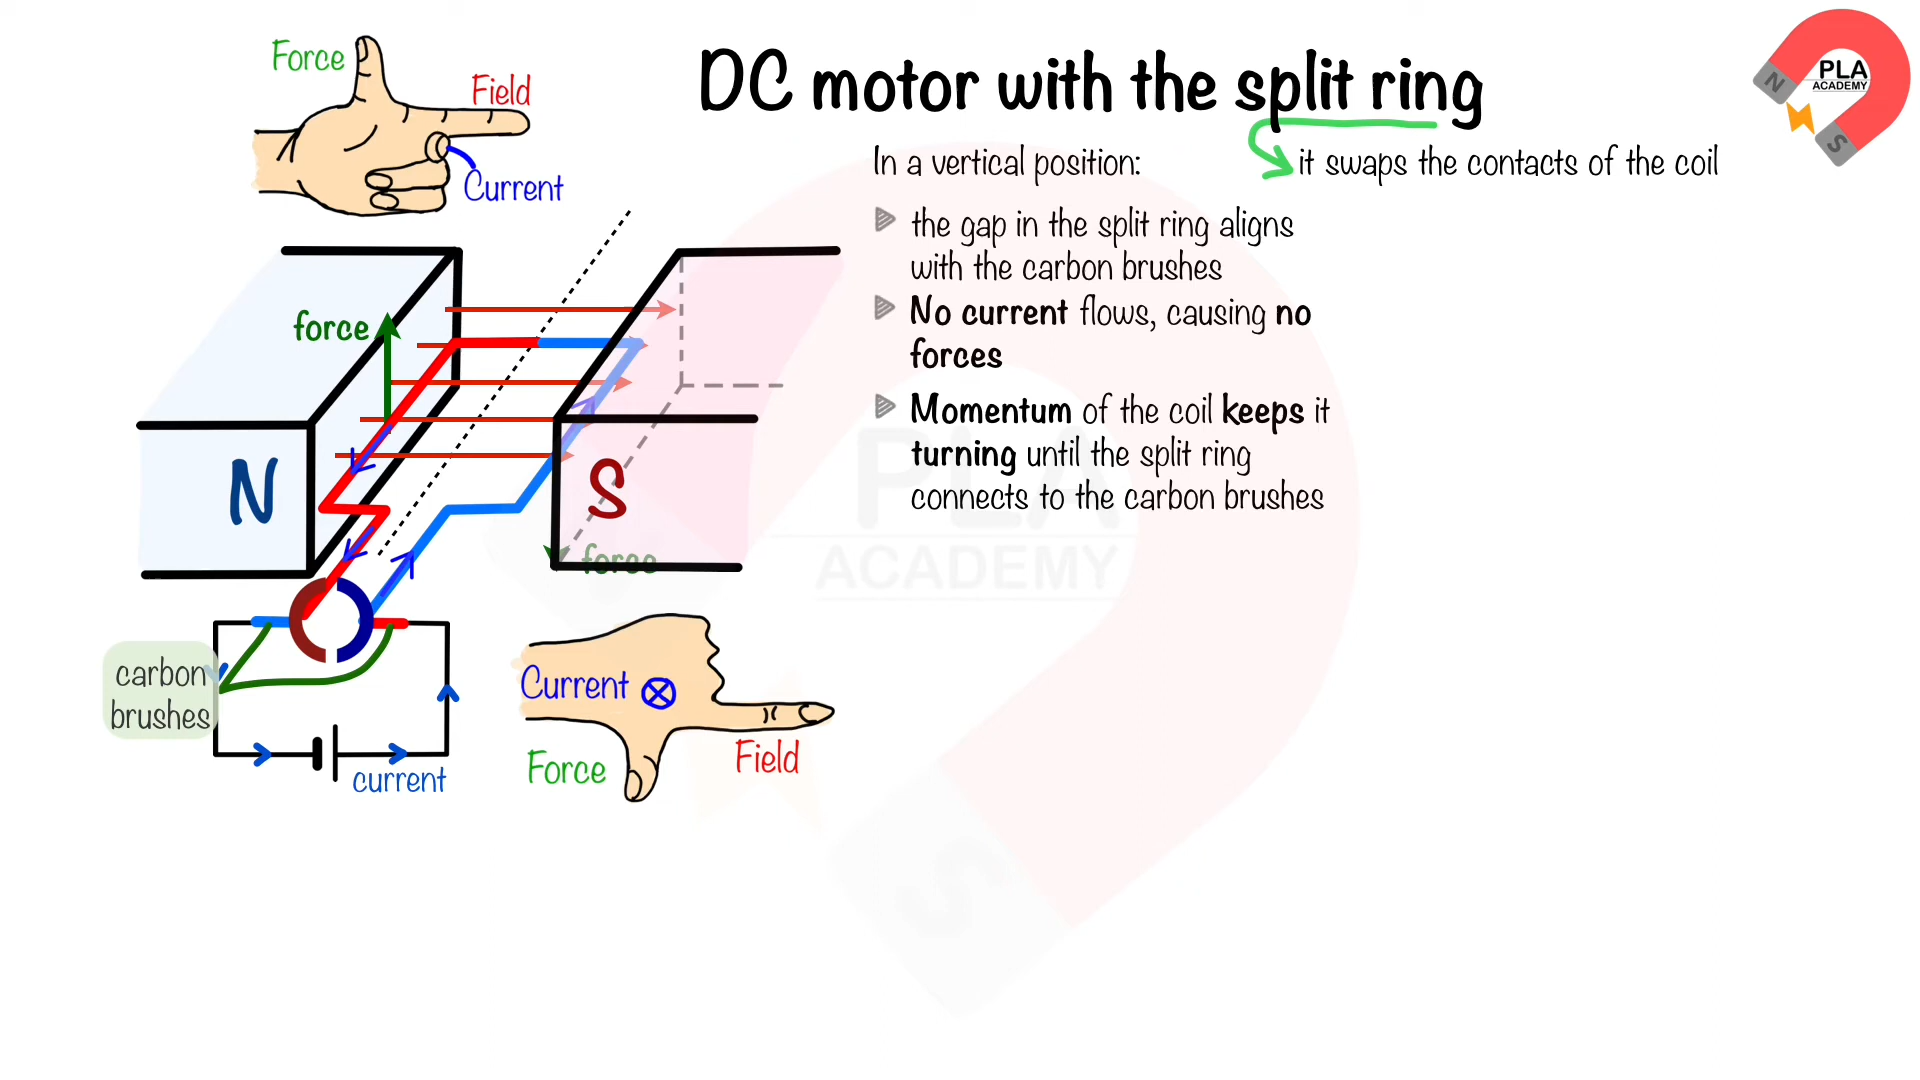 DC motor with the split ring
it swaps the contacts of the coil
In a vertical position:
the gap in the split ring aligns
with the carbon brushes
No current flows, causing no
forces
Momentum of the coil keeps it
turning until the split ring
connects to the carbon brushes
Force
Field
Current
force
N
S
force
carbon
brushes
current
Current
Force
Field
PLA
ACADEMY
N
S
PLA
ACADEMY
S